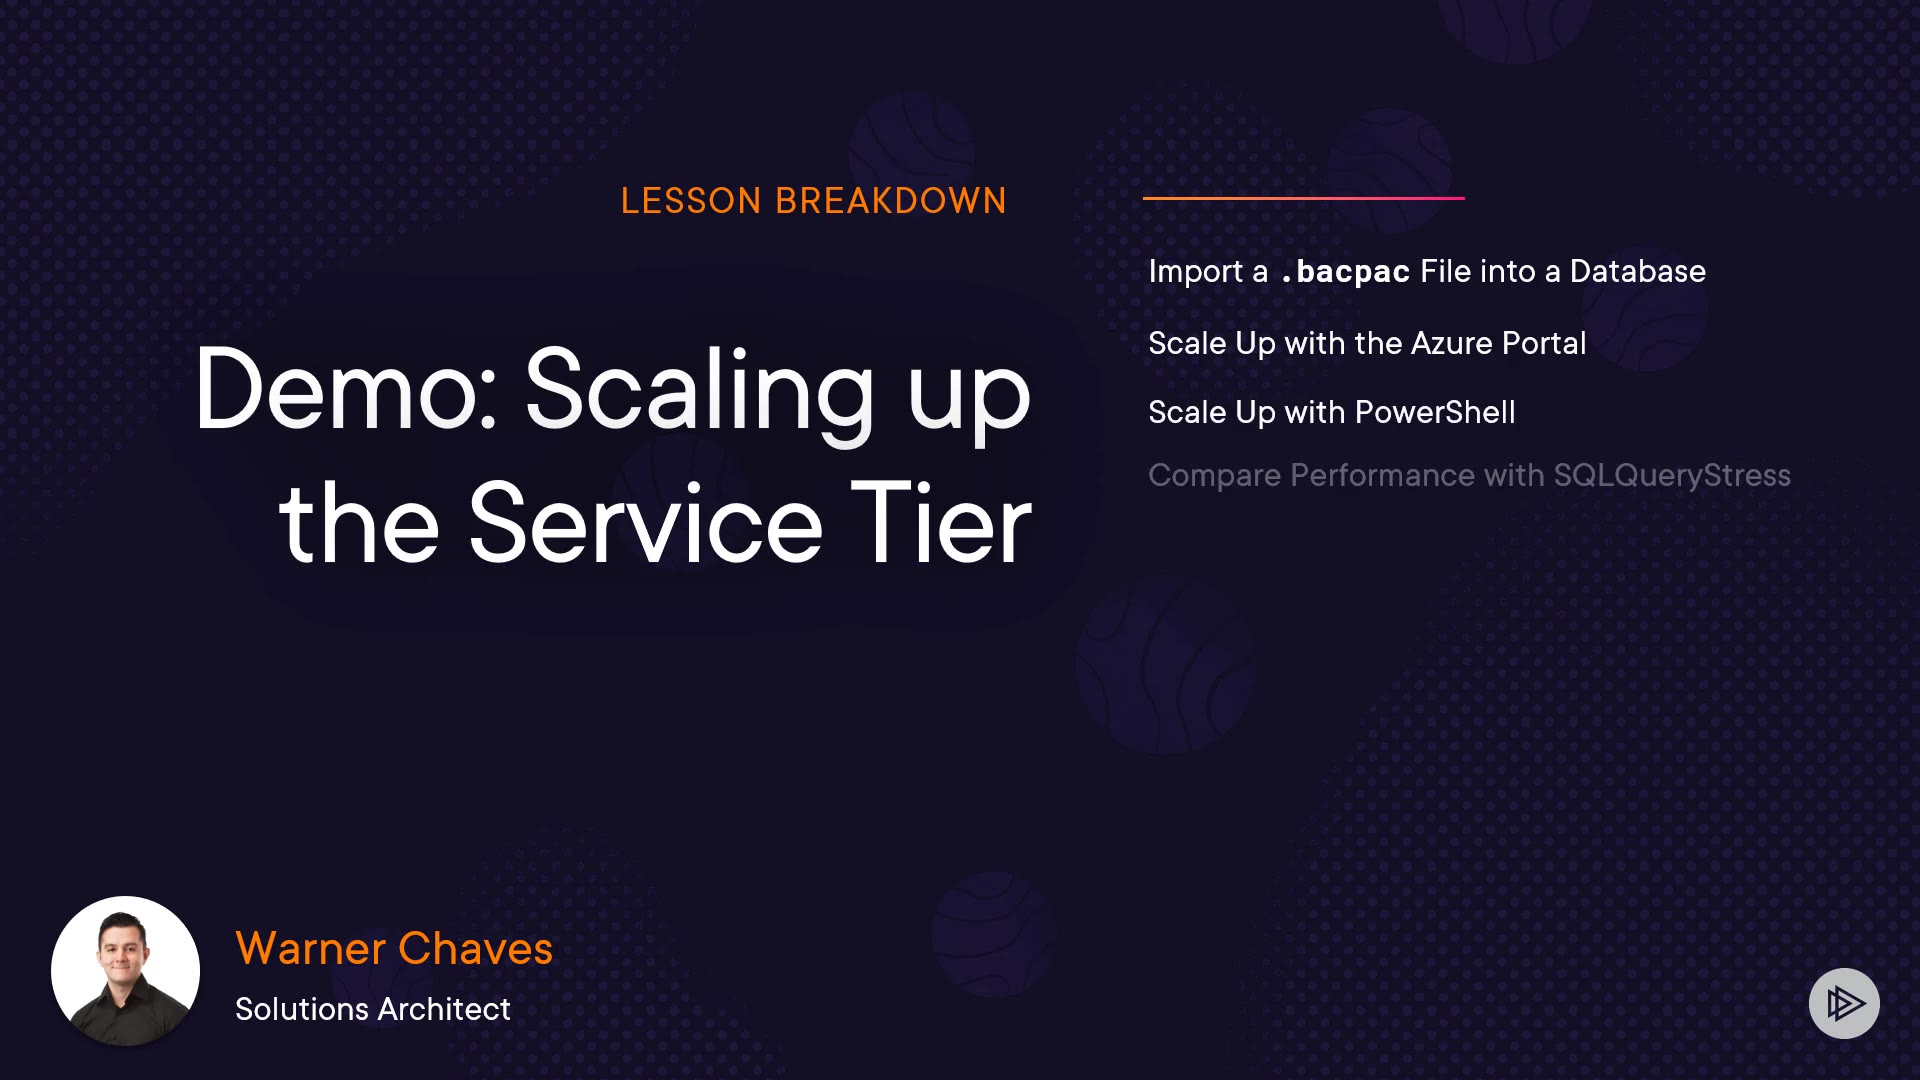 LESSON BREAKDOWN
Demo: Scaling up
the Service Tier
Import a .bacpac File into a Database
Scale Up with the Azure Portal
Scale Up with PowerShell
Compare Performance with SQLQueryStress
Warner Chaves
Solutions Architect